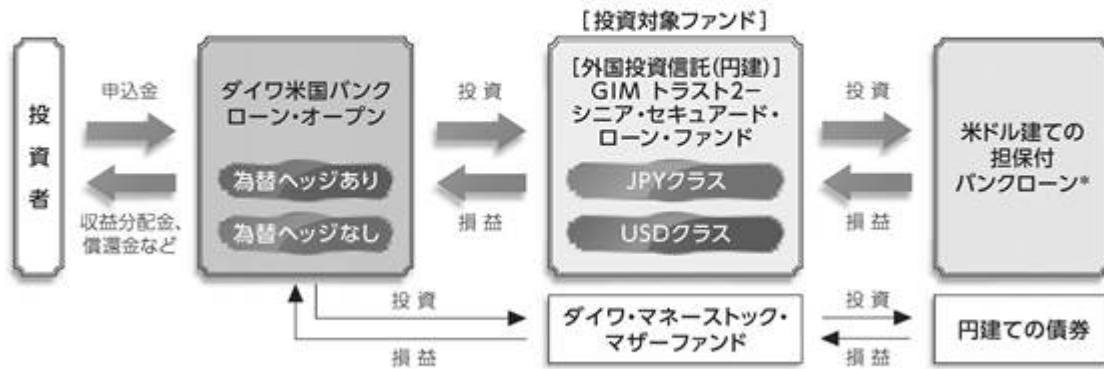 [投資対象ファンド]
投資者
申込金
収益分配金、
償還金など
ダイワ米国バンク
ローン・オープン
為替ヘッジあり
為替ヘッジなし
投資
損益
[外国投資信託(円建)]
GIM トラスト2−
シニア・セキュアード・
ローン・ファンド
JPYクラス
USDクラス
投資
損益
米ドル建ての
担保付
バンクローン*
投資
損益
ダイワ・マネーストック・
マザーファンド
投資
損益
円建ての債券